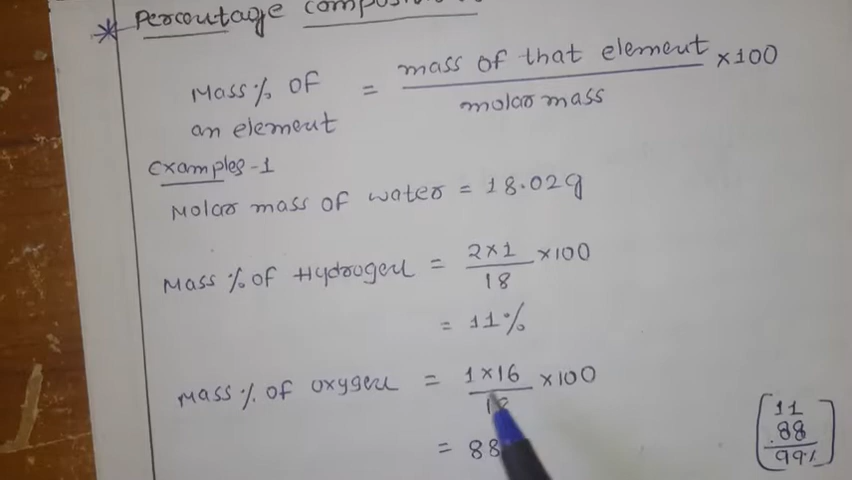 * Percentage
mass of that element
Mass % of = ×100
an element molar mass
Examples-1
Molar mass of water = 18.02g
Mass % of Hydrogen = 2×1/18 ×100
= 11%
Mass % of oxygen = 1×16/ ×100
= 88
11
88
99%